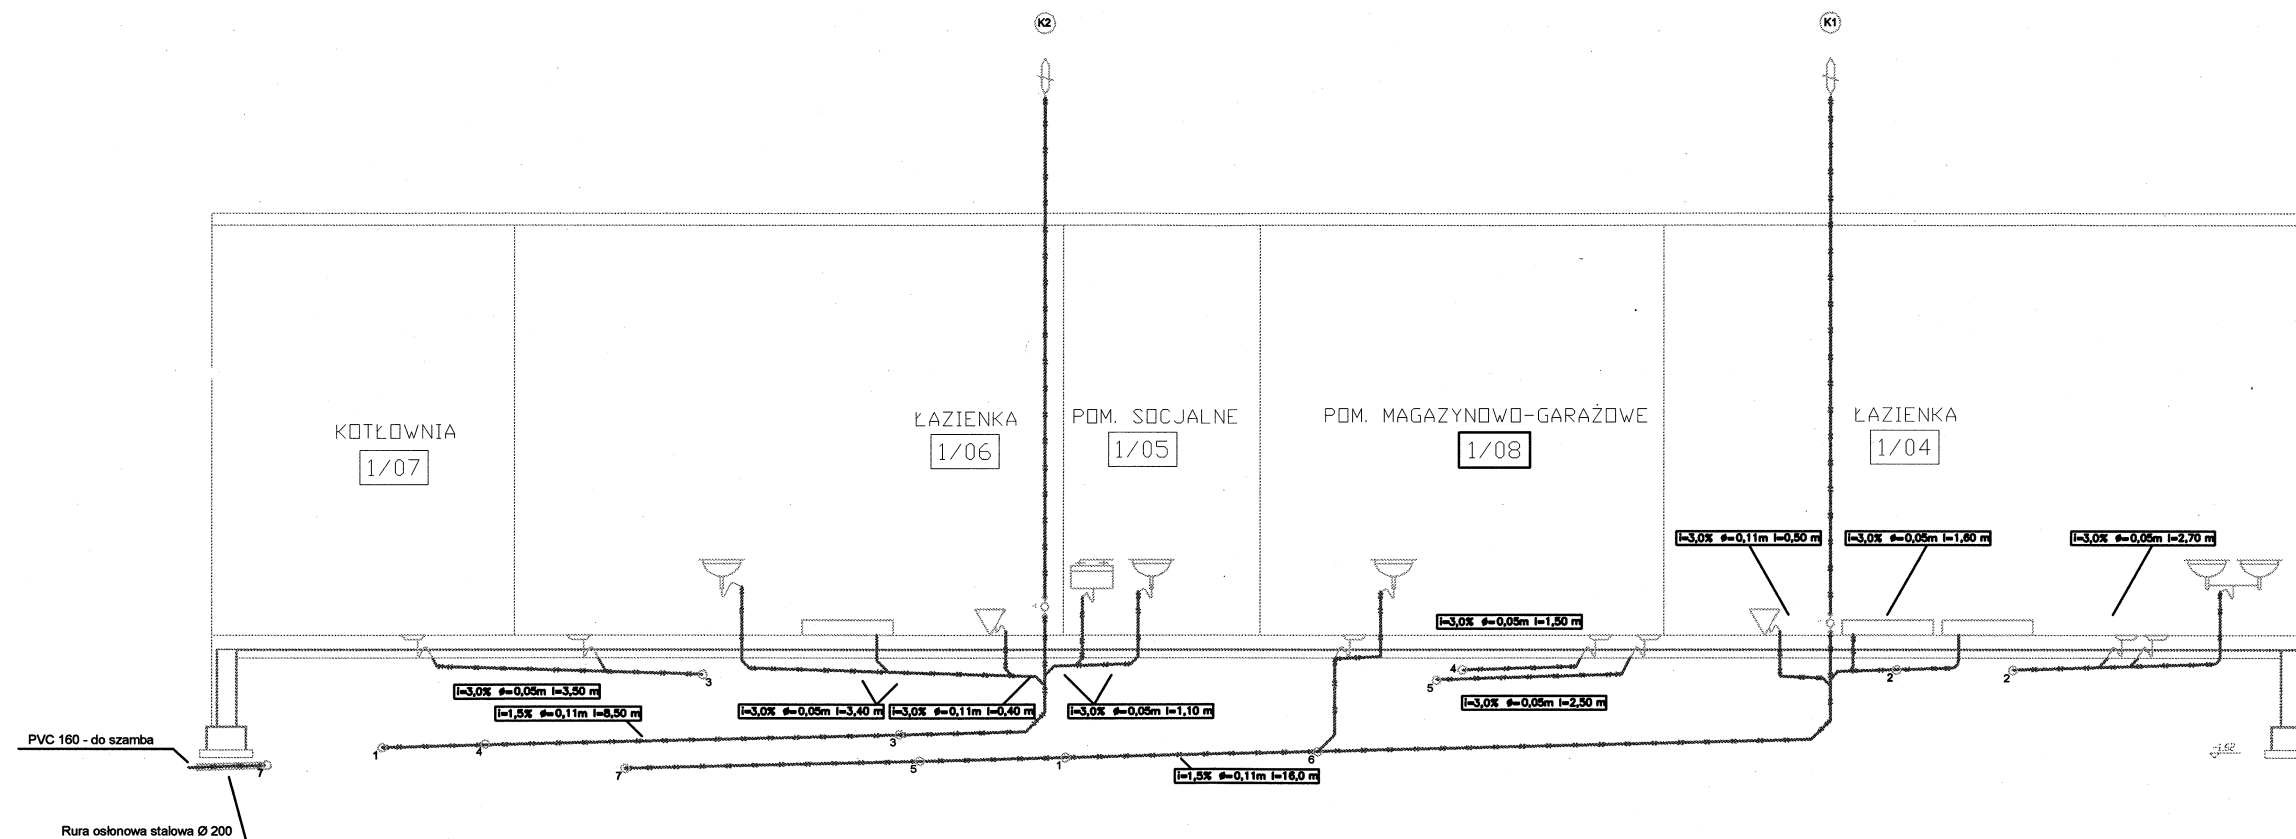 K2
K1
KOTŁOWNIA
1/07
ŁAZIENKA
1/06
POM. SOCJALNE
1/05
POM. MAGAZYNOWO-GARAŻOWE
1/08
ŁAZIENKA
1/04
i=3,0% ø=0,11m l=0,50 m
i=3,0% ø=0,05m l=1,60 m
i=3,0% ø=0,05m l=2,70 m
i=3,0% ø=0,05m l=1,50 m
3
4
5
2
2
i=3,0% ø=0,05m l=3,50 m
i=3,0% ø=0,05m l=2,50 m
i=1,5% ø=0,11m l=8,50 m
i=3,0% ø=0,05m l=3,40 m
i=3,0% ø=0,11m l=0,40 m
i=3,0% ø=0,05m l=1,10 m
PVC 160 - do szamba
1
4
3
-1.62
7
7
5
1
6
i=1,5% ø=0,11m l=16,0 m
Rura osłonowa stalowa Ø 200